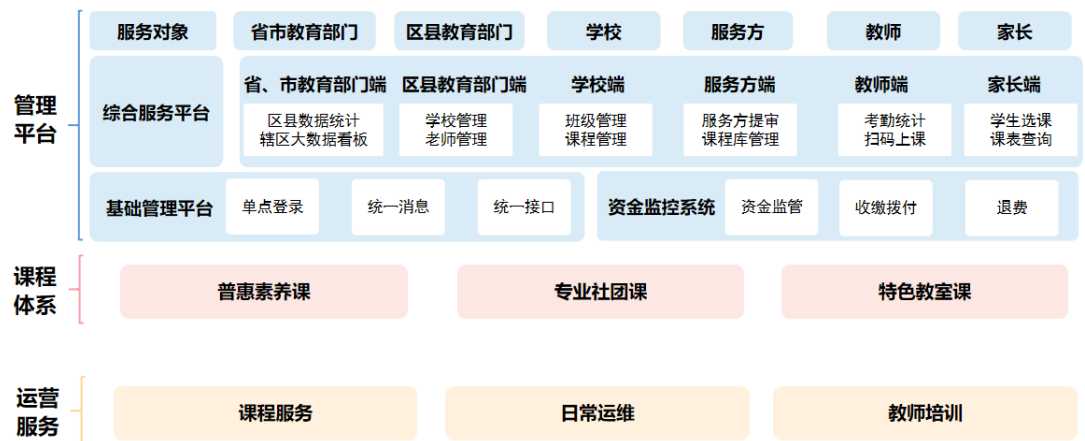 服务对象
省市教育部门
区县教育部门
学校
服务方
教师
家长
管理
平台
综合服务平台
省、市教育部门端
区县教育部门端
学校端
服务方端
教师端
家长端
区县数据统计
辖区大数据看板
学校管理
老师管理
班级管理
课程管理
服务方提审
课程库管理
考勤统计
扫码上课
学生选课
课表查询
基础管理平台
单点登录
统一消息
统一接口
资金监控系统
资金监管
收缴拨付
退费
课程
体系
普惠素养课
专业社团课
特色教室课
运营
服务
课程服务
日常运维
教师培训